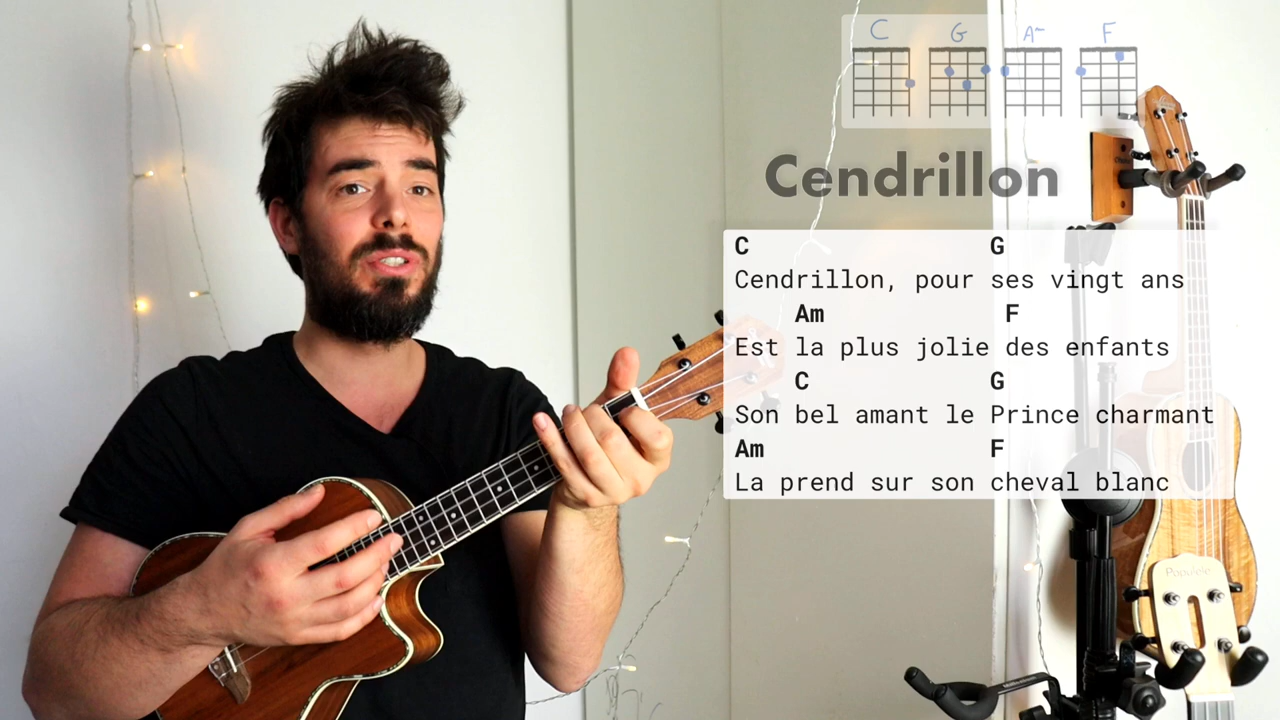 C G Am F
Cendrillon
C G
Cendrillon, pour ses vingt ans
Am F
Est la plus jolie des enfants
C G
Son bel amant le Prince charmant
Am F
La prend sur son cheval blanc
Populele